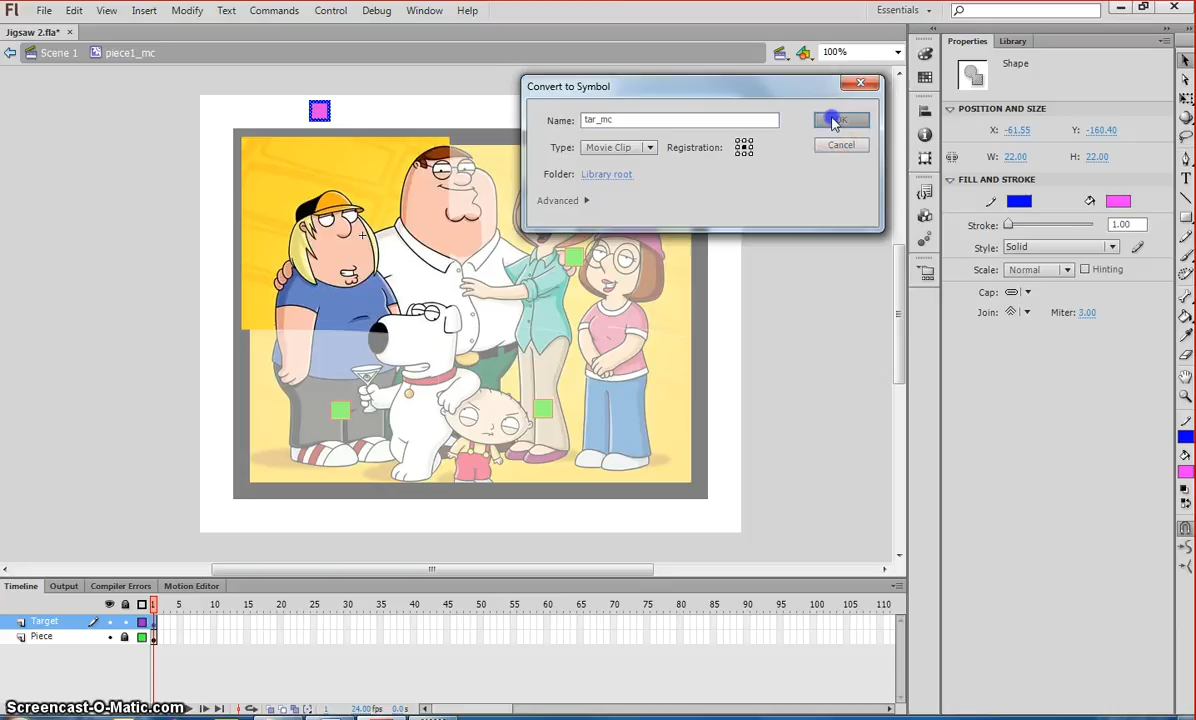 Fl File Edit View Insert Modify Text Commands Control Debug Window Help Essentials
Jigsaw 2.fla* ×
Scene 1 piece1_mc 100%
Convert to Symbol
Name: tar_mc OK
Type: Movie Clip Registration: Cancel
Folder: Library root
Advanced
Properties Library
Shape
POSITION AND SIZE
X: -61.55 Y: -160.40
W: 22.00 H: 22.00
FILL AND STROKE
Stroke: 1.00
Style: Solid
Scale: Normal Hinting
Cap:
Join: Miter: 3.00
Timeline Output Compiler Errors Motion Editor
1 5 10 15 20 25 30 35 40 45 50 55 60 65 70 75 80 85 90 95 100 105 110
Target
Piece
1 24.00 fps 0.0 s
Screencast-O-Matic.com